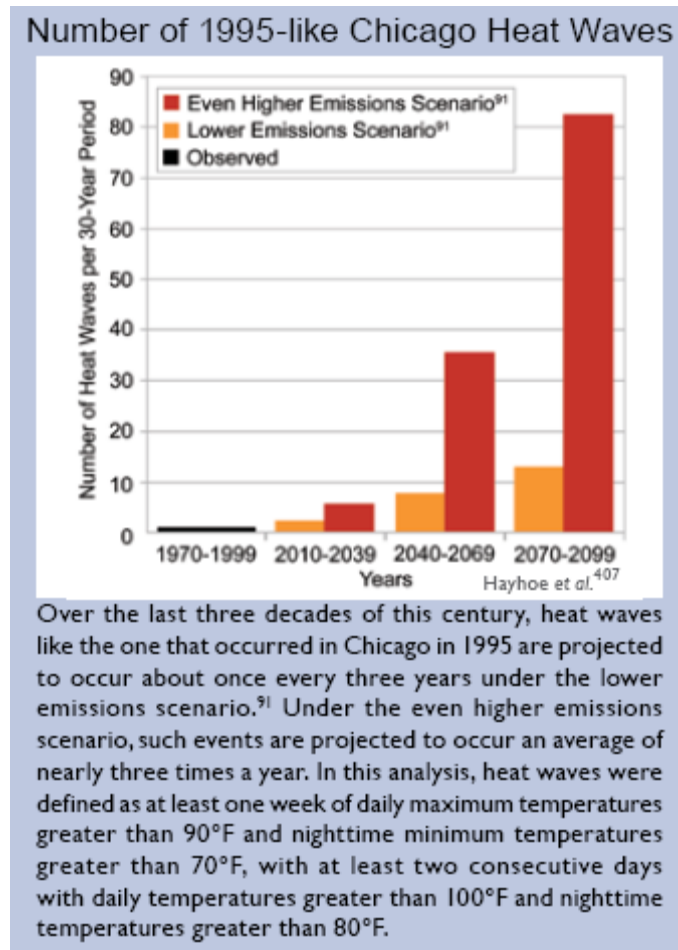 Number of 1995-like Chicago Heat Waves
90
80
70
60
50
40
30
20
10
0
Number of Heat Waves per 30-Year Period
Even Higher Emissions Scenario⁹¹
Lower Emissions Scenario⁹¹
Observed
1970-1999 2010-2039 2040-2069 2070-2099
Years
Hayhoe et al.⁴⁰⁷
Over the last three decades of this century, heat waves
like the one that occurred in Chicago in 1995 are projected
to occur about once every three years under the lower
emissions scenario.⁹¹ Under the even higher emissions
scenario, such events are projected to occur an average of
nearly three times a year. In this analysis, heat waves were
defined as at least one week of daily maximum temperatures
greater than 90°F and nighttime minimum temperatures
greater than 70°F, with at least two consecutive days
with daily temperatures greater than 100°F and nighttime
temperatures greater than 80°F.